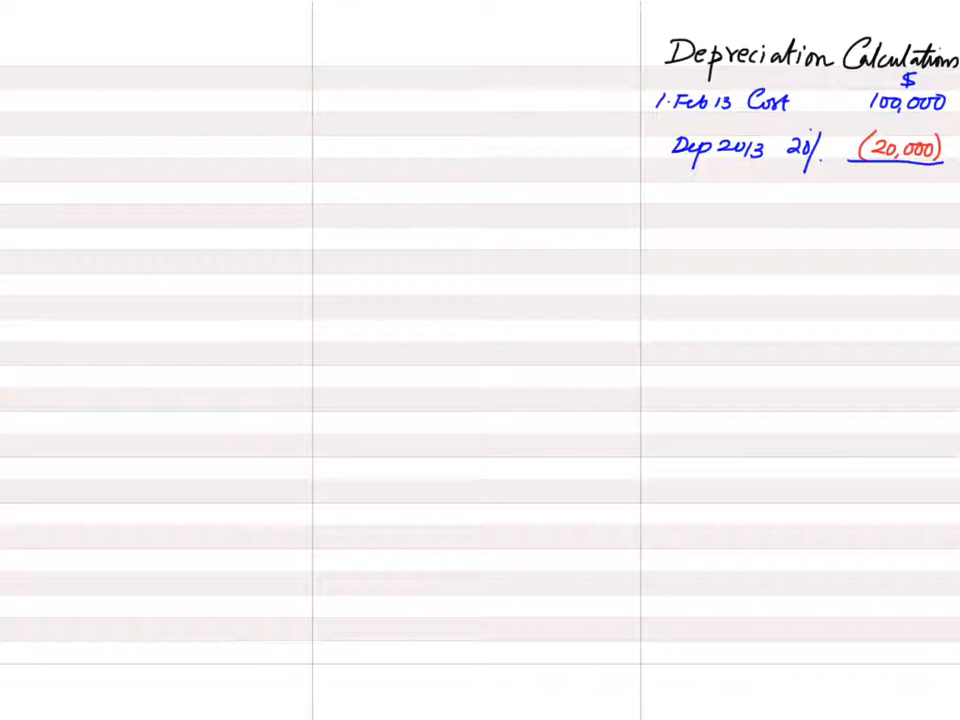 Depreciation Calculations
$
1. Feb 13 Cost 100,000
Dep 2013 20% (20,000)